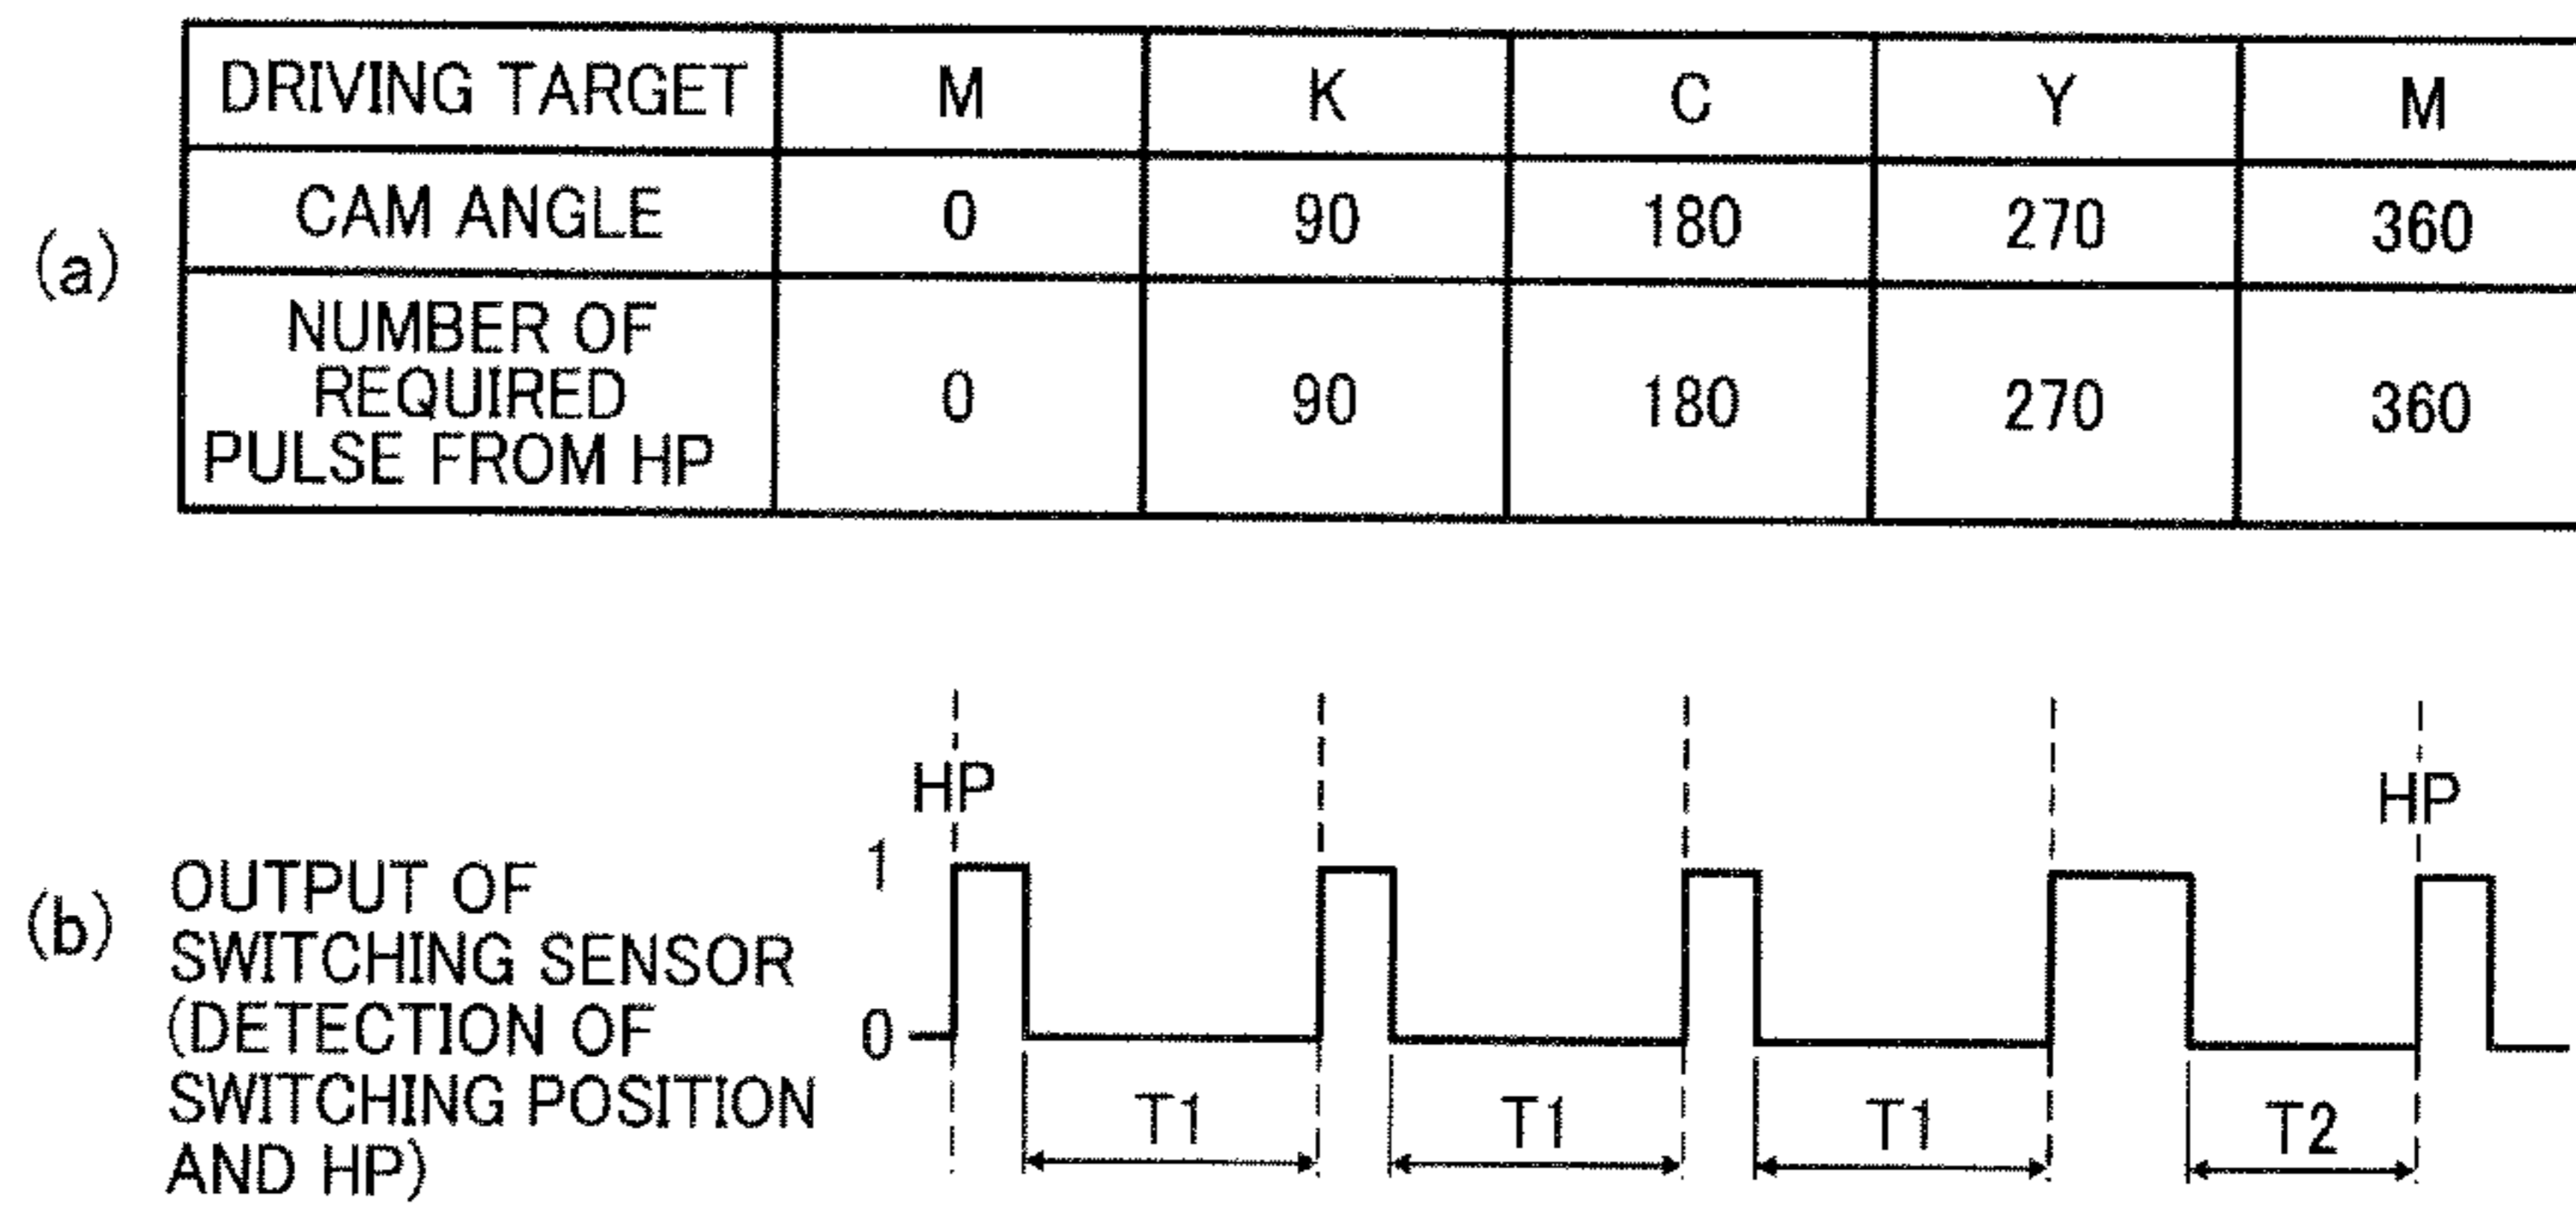 (a)
DRIVING TARGET M K C Y M
CAM ANGLE 0 90 180 270 360
NUMBER OF
REQUIRED
PULSE FROM HP 0 90 180 270 360
(b)
OUTPUT OF
SWITCHING SENSOR
(DETECTION OF
SWITCHING POSITION
AND HP)
HP HP
1
0
T1 T1 T1 T2